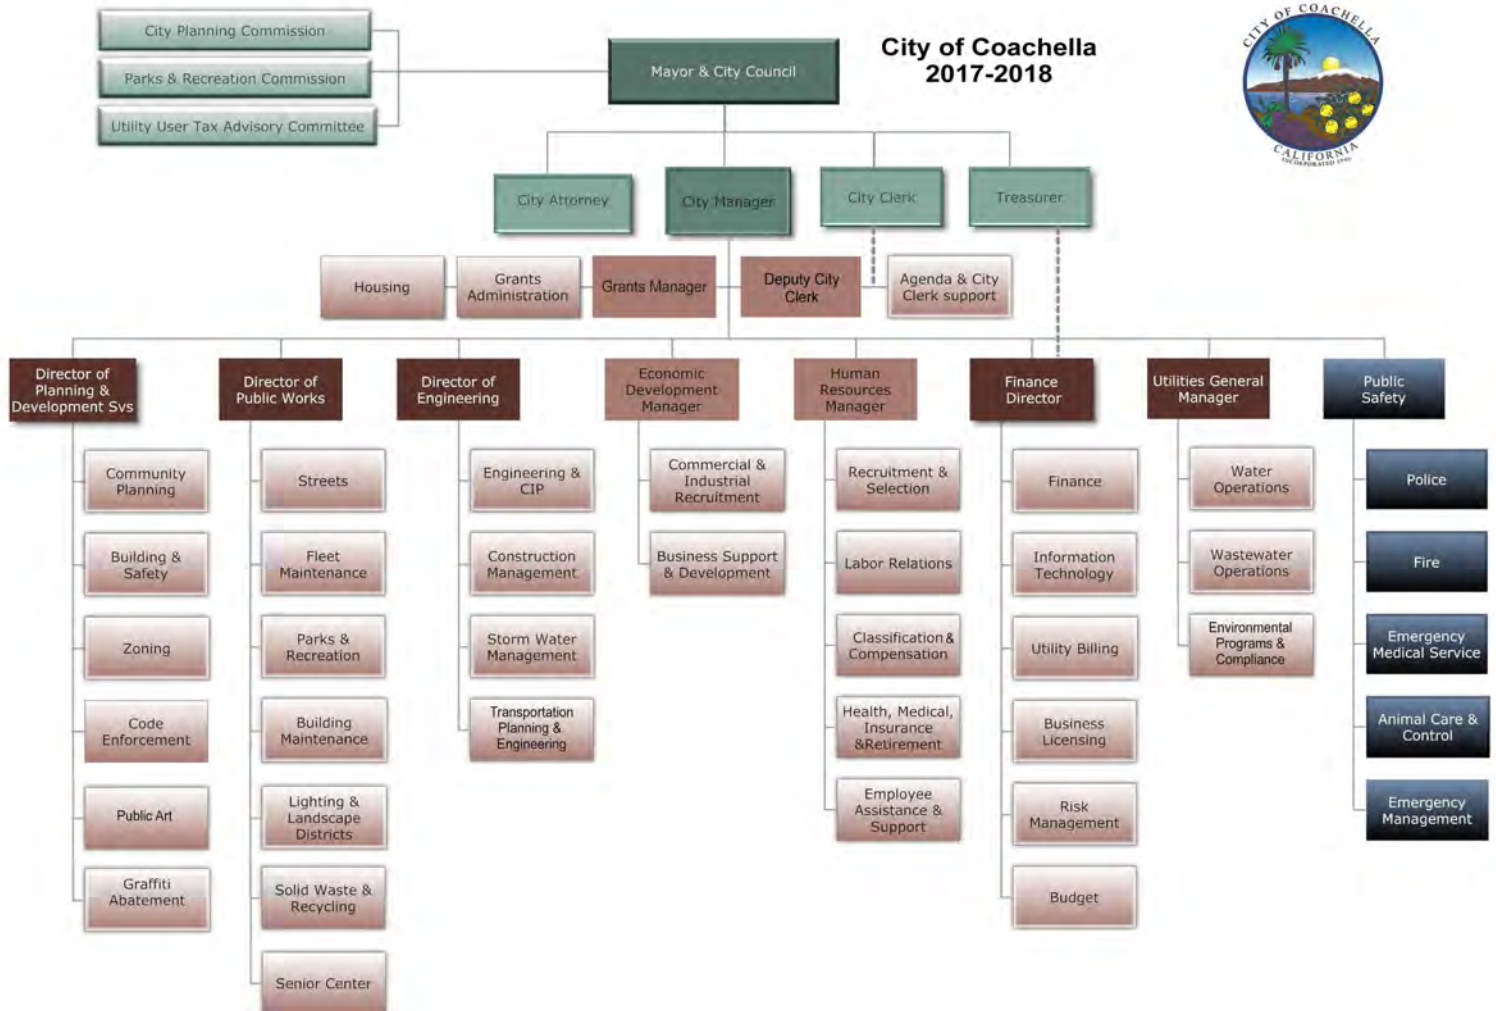 City Planning Commission
Parks & Recreation Commission
Utility User Tax Advisory Committee
Mayor & City Council
City of Coachella
2017-2018
CITY OF COACHELLA
CALIFORNIA
INCORPORATED 1946
City Attorney
City Manager
City Clerk
Treasurer
Housing
Grants
Administration
Grants Manager
Deputy City
Clerk
Agenda & City
Clerk support
Director of
Planning &
Development Svs
Director of
Public Works
Director of
Engineering
Economic
Development
Manager
Human
Resources
Manager
Finance
Director
Utilities General
Manager
Public
Safety
Community
Planning
Building &
Safety
Zoning
Code
Enforcement
Public Art
Graffiti
Abatement
Streets
Fleet
Maintenance
Parks &
Recreation
Building
Maintenance
Lighting &
Landscape
Districts
Solid Waste &
Recycling
Senior Center
Engineering &
CIP
Construction
Management
Storm Water
Management
Transportation
Planning &
Engineering
Commercial &
Industrial
Recruitment
Business Support
& Development
Recruitment &
Selection
Labor Relations
Classification &
Compensation
Health, Medical,
Insurance
&Retirement
Employee
Assistance &
Support
Finance
Information
Technology
Utility Billing
Business
Licensing
Risk
Management
Budget
Water
Operations
Wastewater
Operations
Environmental
Programs &
Compliance
Police
Fire
Emergency
Medical Service
Animal Care &
Control
Emergency
Management